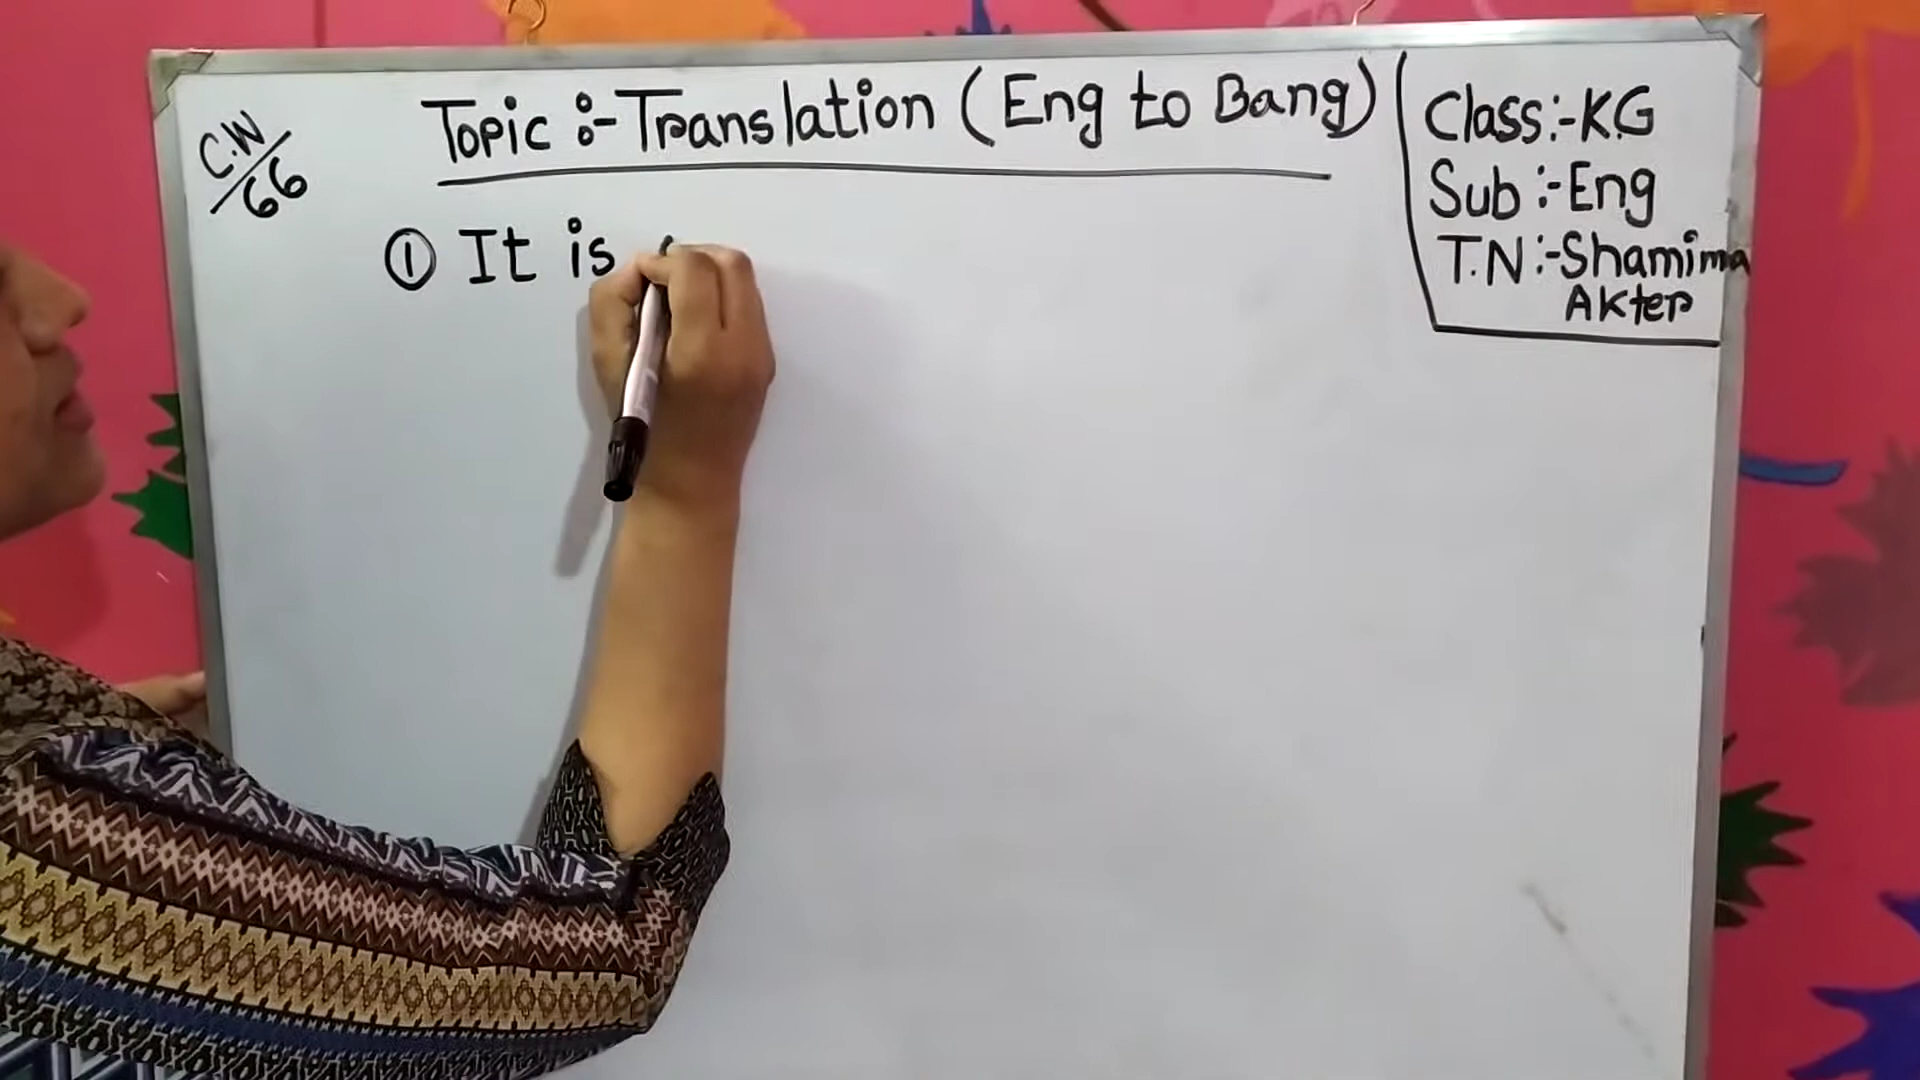 C.W/66
Topic :- Translation (Eng to Bang)
Class:- K.G
Sub :- Eng
T.N :- Shamima
Akter
① It is